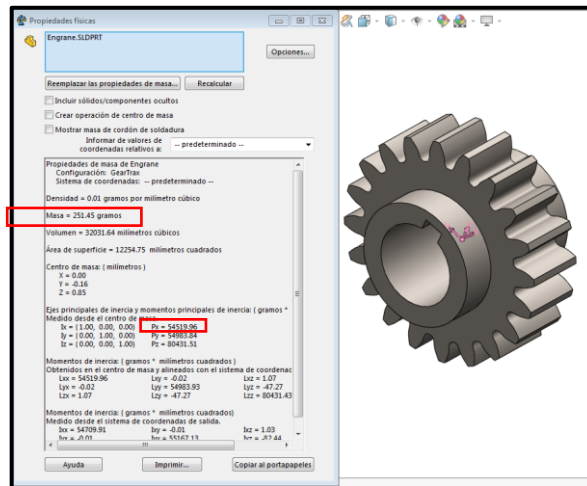 Propiedades físicas
Engrane.SLDPRT
Opciones...
Reemplazar las propiedades de masa...
Recalcular
Incluir sólidos/componentes ocultos
Crear operación de centro de masa
Mostrar masa de cordón de soldadura
Informar de valores de
coordenadas relativos a:
-- predeterminado --
Propiedades de masa de Engrane
Configuración: GearTrax
Sistema de coordenadas: -- predeterminado --
Densidad = 0.01 gramos por milímetro cúbico
Masa = 251.45 gramos
Volumen = 32031.64 milímetros cúbicos
Área de superficie = 12254.75 milímetros cuadrados
Centro de masa: ( milímetros )
X = 0.00
Y = -0.16
Z = 0.85
Ejes principales de inercia y momentos principales de inercia: ( gramos *
Medido desde el centro de masa.
Ix = (1.00, 0.00, 0.00) Px = 54519.96
Iy = (0.00, 1.00, 0.00) Py = 54983.84
Iz = (0.00, 0.00, 1.00) Pz = 80431.51
Momentos de inercia: ( gramos * milímetros cuadrados )
Obtenidos en el centro de masa y alineados con el sistema de coordenac
Lxx = 54519.96 Lxy = -0.02 Lxz = 1.07
Lyx = -0.02 Lyy = 54983.93 Lyz = -47.27
Lzx = 1.07 Lzy = -47.27 Lzz = 80431.43
Momentos de inercia: ( gramos * milímetros cuadrados)
Medido desde el sistema de coordenadas de salida.
Ixx = 54709.91 Ixy = -0.01 Ixz = 1.03
Iyx = -0.01 Iyy = 55167.13 Iyz = -82.44
Ayuda
Imprimir...
Copiar al portapapeles